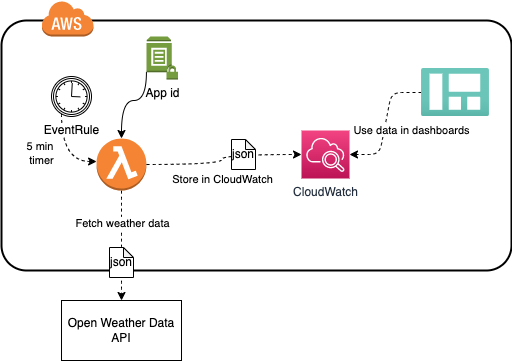 AWS
App id
EventRule
5 min
timer
Use data in dashboards
json
Store in CloudWatch
CloudWatch
Fetch weather data
json
Open Weather Data
API